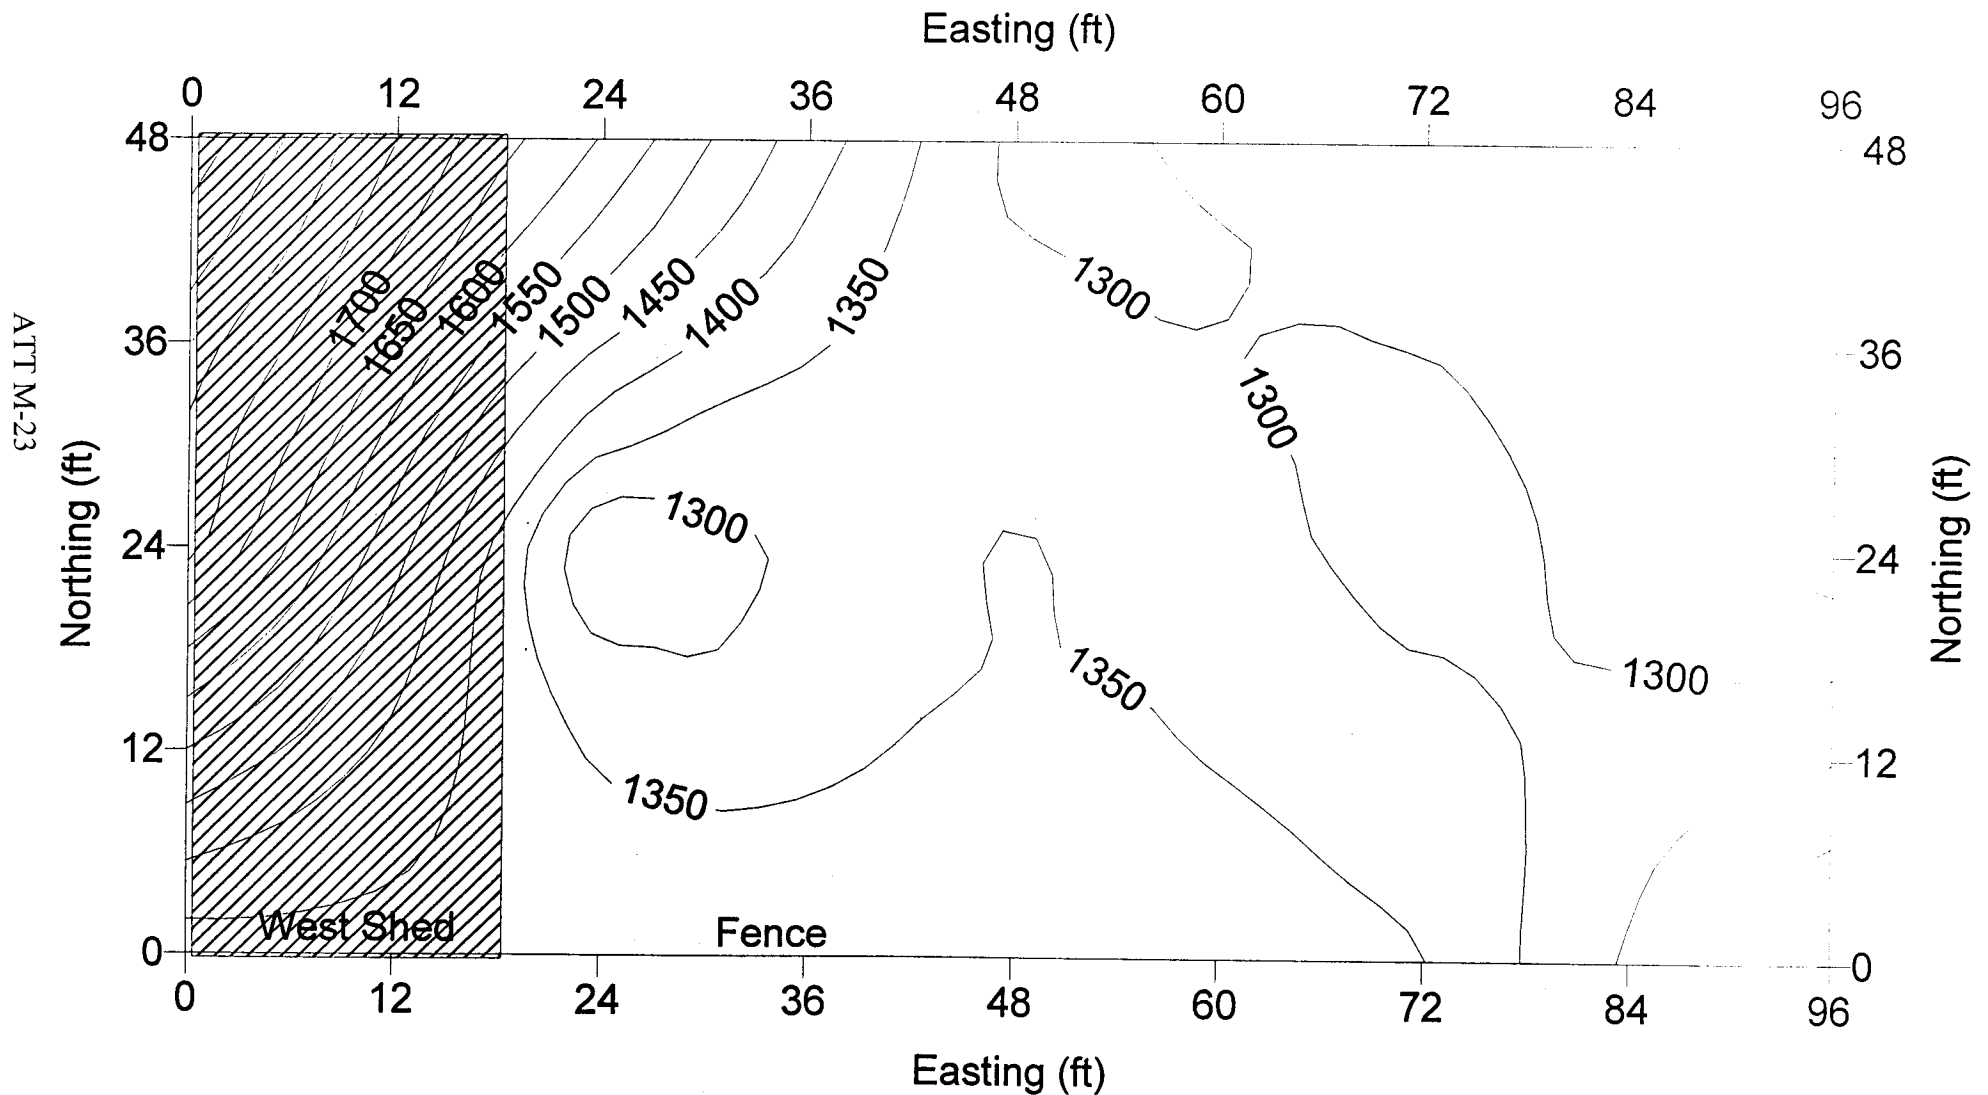 Easting (ft)
0 12 24 36 48 60 72 84 96
48 48
1700 1650 1600 1550 1500 1450 1400 1350 1300
36 36
ATT M-23
1300
Northing (ft) Northing (ft)
1300
24 24
1350 1300
12 12
1350
West Shed Fence
0 0
0 12 24 36 48 60 72 84 96
Easting (ft)